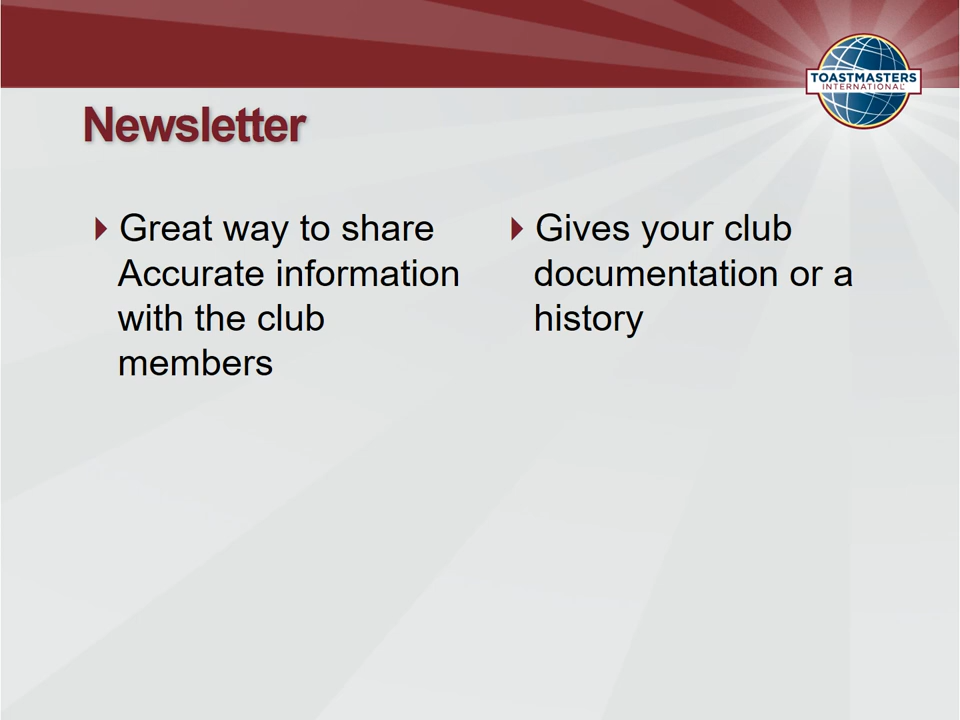 TOASTMASTERS
INTERNATIONAL
Newsletter
Great way to share
Accurate information
with the club
members
Gives your club
documentation or a
history